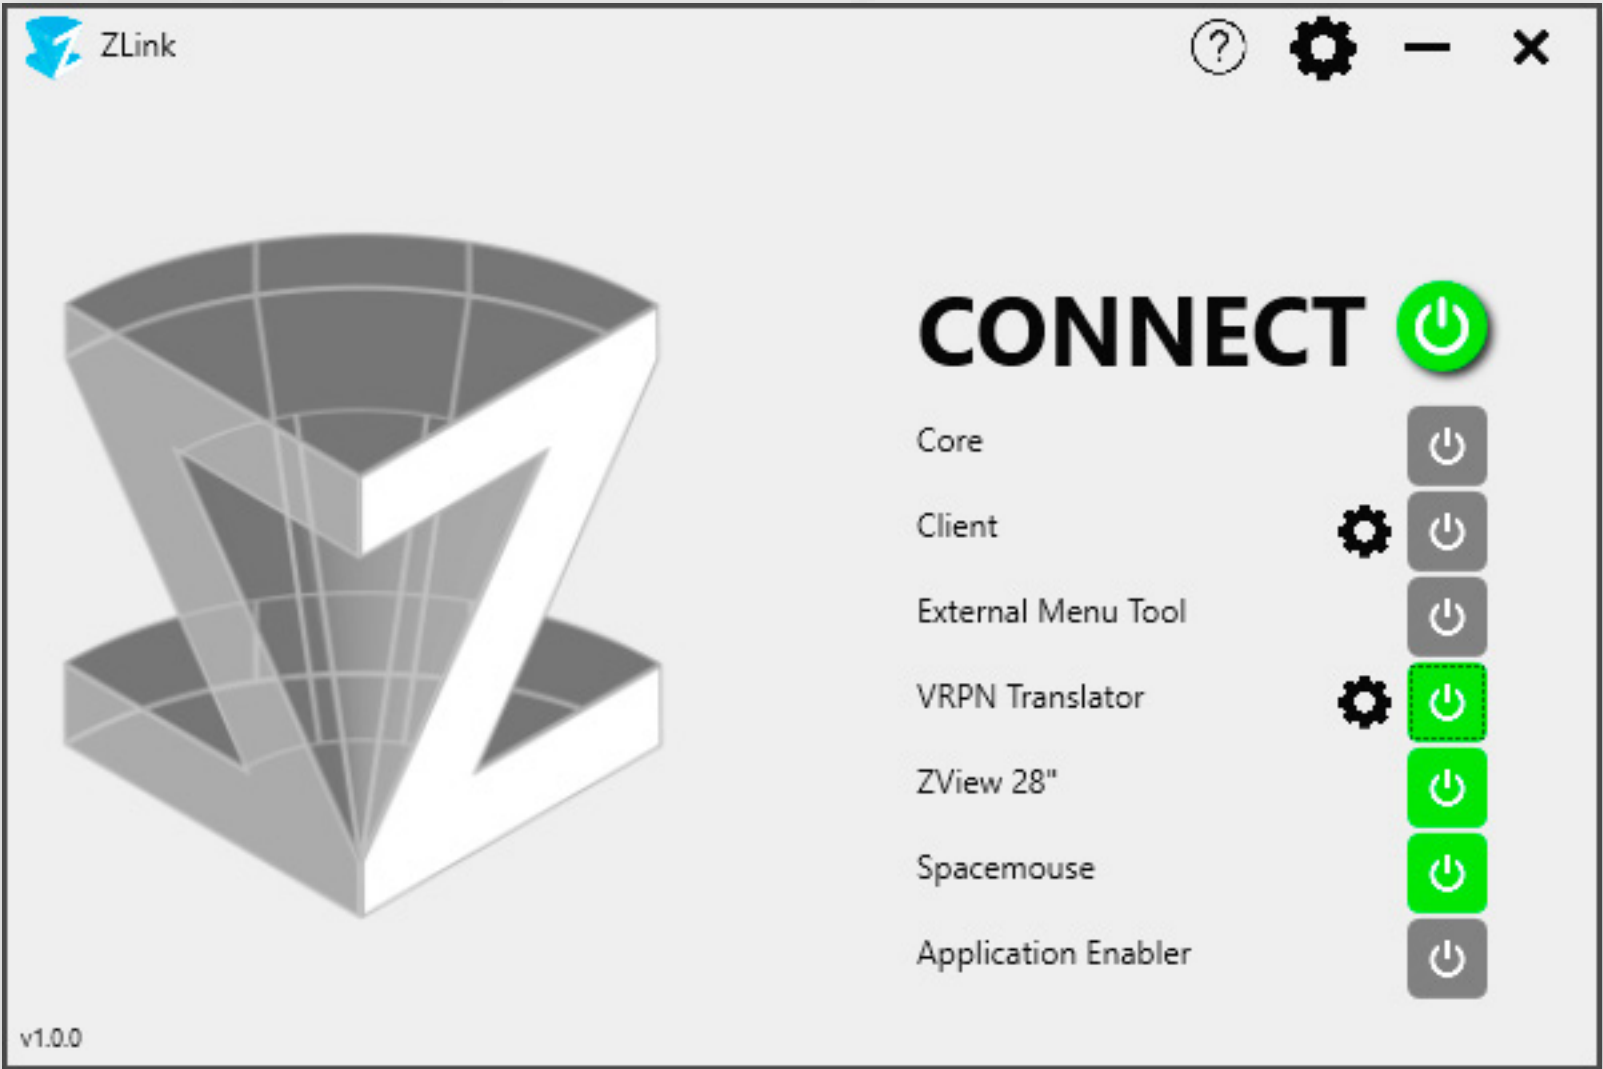 ZLink
CONNECT
Core
Client
External Menu Tool
VRPN Translator
ZView 28"
Spacemouse
Application Enabler
v1.0.0